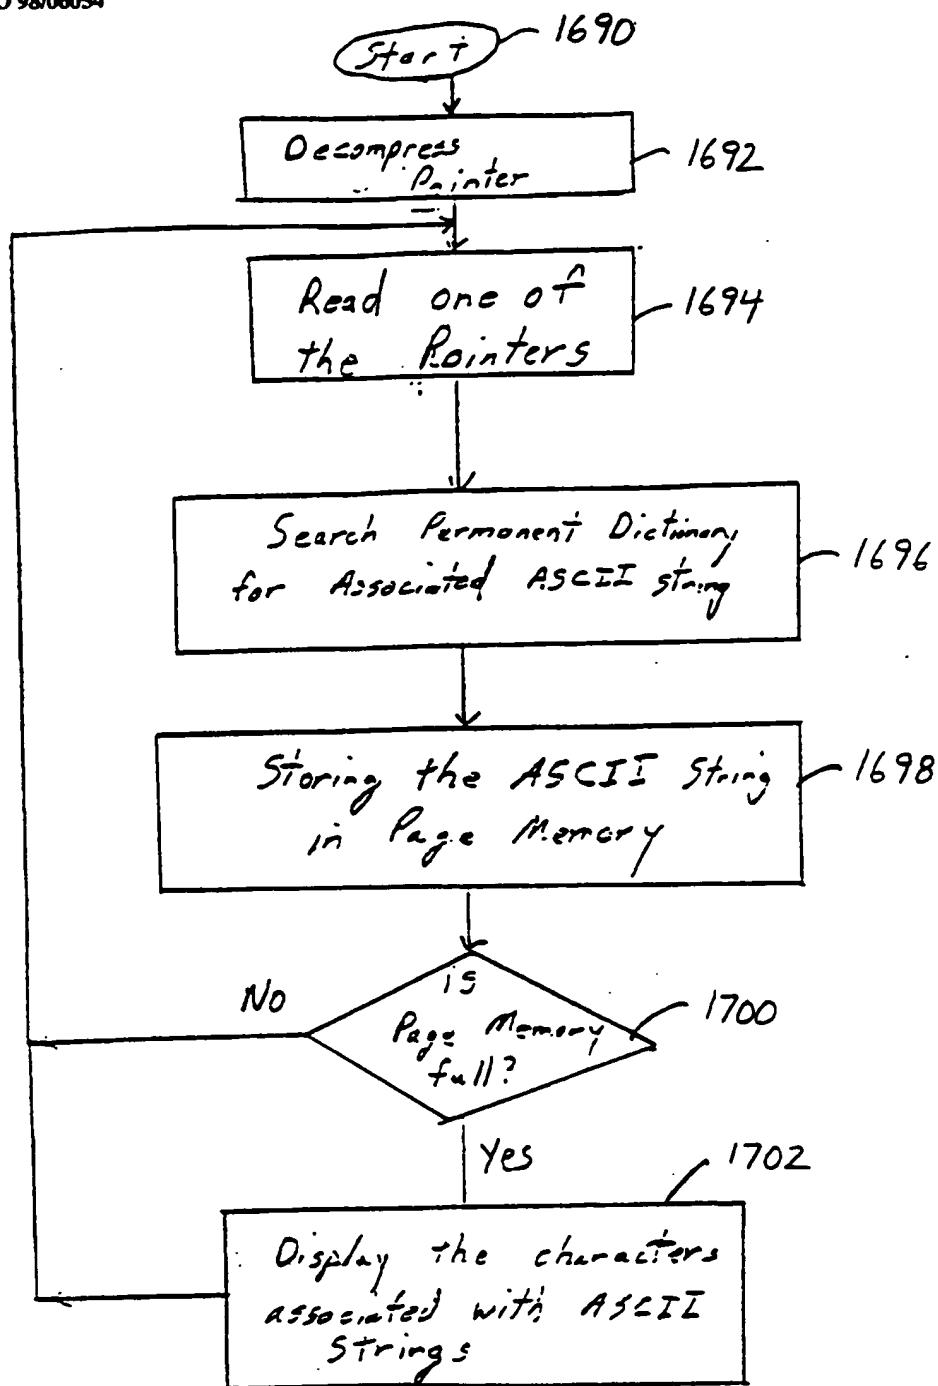 Start
1690
Decompress
Pointer
1692
Read one of
the Pointers
1694
Search Permanent Dictionary
for Associated ASCII string
1696
Storing the ASCII String
in Page Memory
1698
is
Page Memory
full?
1700
No
Yes
1702
Display the characters
associated with ASCII
Strings